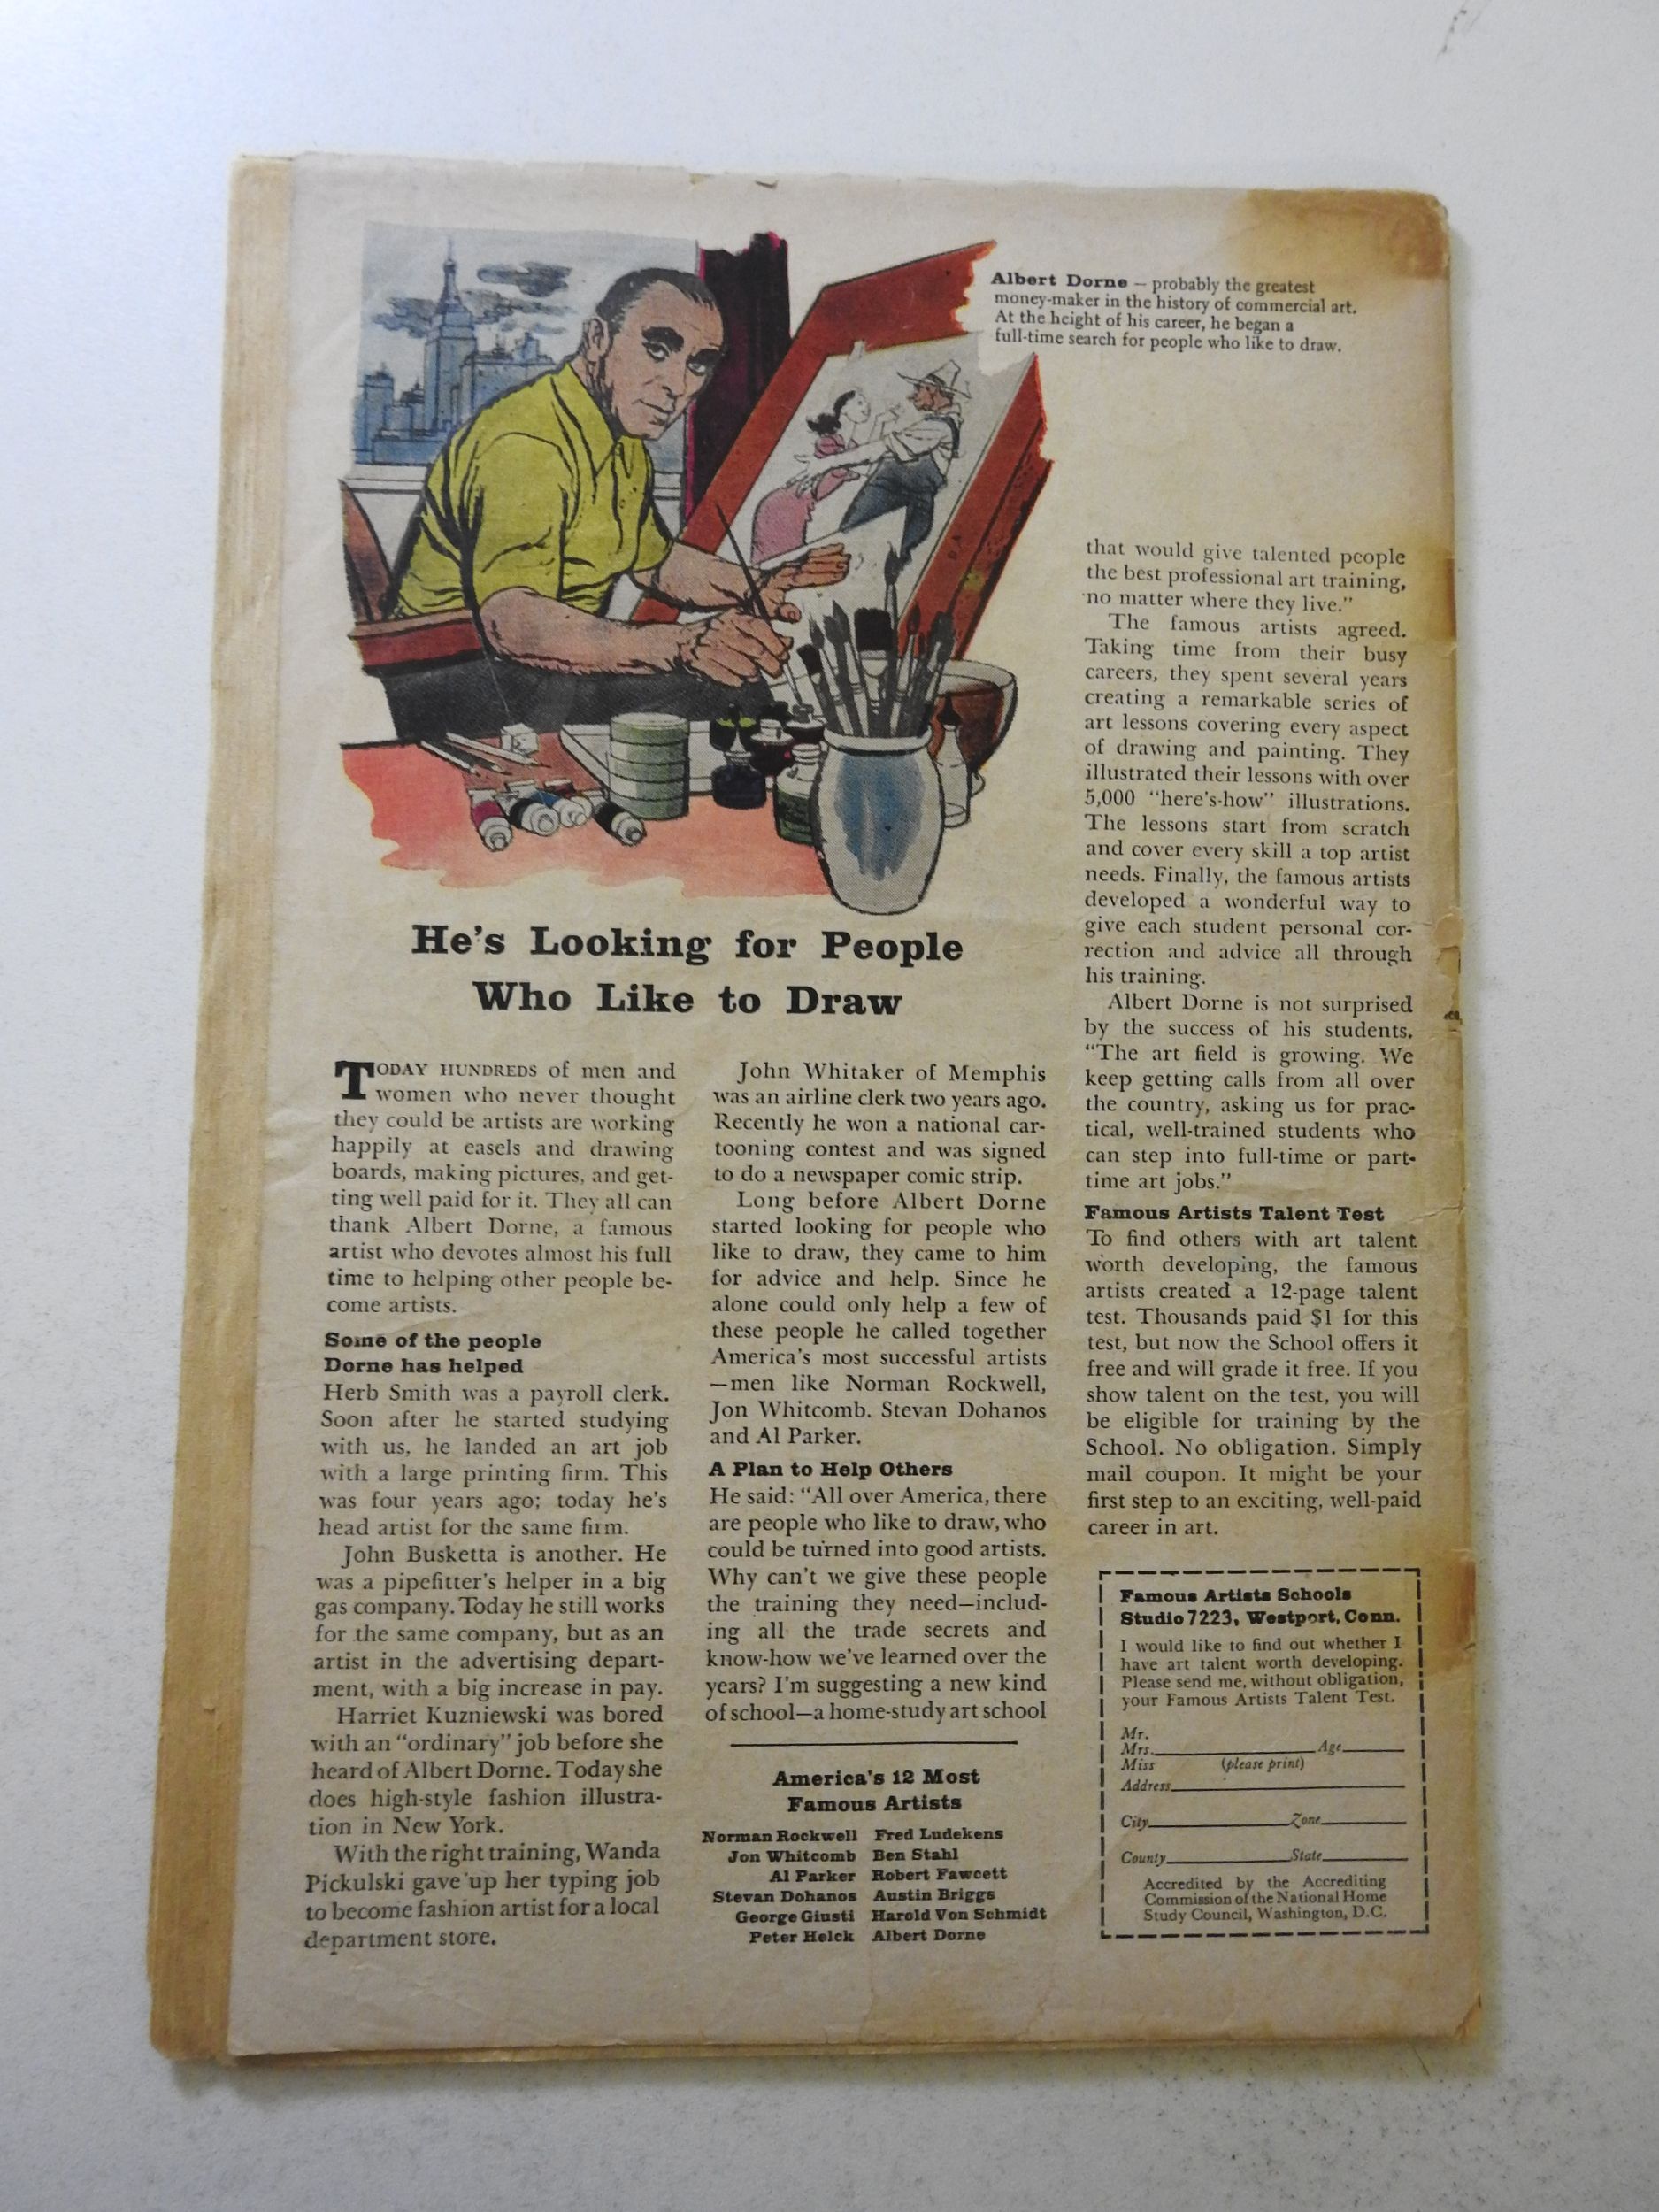 Albert Dorne – probably the greatest
money-maker in the history of commercial art.
At the height of his career, he began a
full-time search for people who like to draw.
He's Looking for People
Who Like to Draw
TODAY HUNDREDS of men and
women who never thought
they could be artists are working
happily at easels and drawing
boards, making pictures, and get-
ting well paid for it. They all can
thank Albert Dorne, a famous
artist who devotes almost his full
time to helping other people be-
come artists.
Some of the people
Dorne has helped
Herb Smith was a payroll clerk.
Soon after he started studying
with us, he landed an art job
with a large printing firm. This
was four years ago; today he's
head artist for the same firm.
John Busketta is another. He
was a pipefitter's helper in a big
gas company. Today he still works
for the same company, but as an
artist in the advertising depart-
ment, with a big increase in pay.
Harriet Kuzniewski was bored
with an "ordinary" job before she
heard of Albert Dorne. Today she
does high-style fashion illustra-
tion in New York.
With the right training, Wanda
Pickulski gave up her typing job
to become fashion artist for a local
department store.
John Whitaker of Memphis
was an airline clerk two years ago.
Recently he won a national car-
tooning contest and was signed
to do a newspaper comic strip.
Long before Albert Dorne
started looking for people who
like to draw, they came to him
for advice and help. Since he
alone could only help a few of
these people he called together
America's most successful artists
—men like Norman Rockwell,
Jon Whitcomb. Stevan Dohanos
and Al Parker.
A Plan to Help Others
He said: "All over America, there
are people who like to draw, who
could be turned into good artists.
Why can't we give these people
the training they need—includ-
ing all the trade secrets and
know-how we've learned over the
years? I'm suggesting a new kind
of school—a home-study art school
America's 12 Most
Famous Artists
Norman Rockwell Fred Ludekens
Jon Whitcomb Ben Stahl
Al Parker Robert Fawcett
Stevan Dohanos Austin Briggs
George Giusti Harold Von Schmidt
Peter Helck Albert Dorne
that would give talented people
the best professional art training,
no matter where they live."
The famous artists agreed.
Taking time from their busy
careers, they spent several years
creating a remarkable series of
art lessons covering every aspect
of drawing and painting. They
illustrated their lessons with over
5,000 "here's-how" illustrations.
The lessons start from scratch
and cover every skill a top artist
needs. Finally, the famous artists
developed a wonderful way to
give each student personal cor-
rection and advice all through
his training.
Albert Dorne is not surprised
by the success of his students.
"The art field is growing. We
keep getting calls from all over
the country, asking us for prac-
tical, well-trained students who
can step into full-time or part-
time art jobs."
Famous Artists Talent Test
To find others with art talent
worth developing, the famous
artists created a 12-page talent
test. Thousands paid $1 for this
test, but now the School offers it
free and will grade it free. If you
show talent on the test, you will
be eligible for training by the
School. No obligation. Simply
mail coupon. It might be your
first step to an exciting, well-paid
career in art.
Famous Artists Schools
Studio 7223, Westport, Conn.
I would like to find out whether I
have art talent worth developing.
Please send me, without obligation,
your Famous Artists Talent Test.
Mr.
Mrs. Age
Miss (please print)
Address
City Zone
County State
Accredited by the Accrediting
Commission of the National Home
Study Council, Washington, D.C.